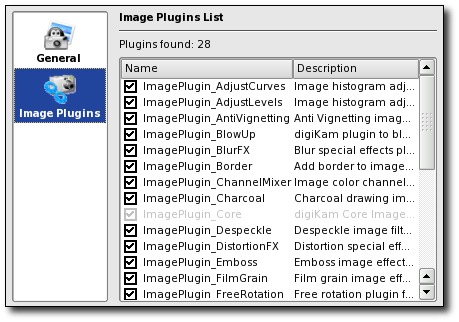 General
Image Plugins
Image Plugins List
Plugins found: 28
Name Description
ImagePlugin_AdjustCurves Image histogram adj...
ImagePlugin_AdjustLevels Image histogram adj...
ImagePlugin_AntiVignetting Anti Vignetting imag...
ImagePlugin_BlowUp digiKam plugin to bl...
ImagePlugin_BlurFX Blur special effects pl...
ImagePlugin_Border Add border to image...
ImagePlugin_ChannelMixer Image color channel...
ImagePlugin_Charcoal Charcoal drawing im...
ImagePlugin_Core digiKam Core Image...
ImagePlugin_Despeckle Despeckle image filt...
ImagePlugin_DistortionFX Distortion special eff...
ImagePlugin_Emboss Emboss image effect...
ImagePlugin_FilmGrain Film grain image eff...
ImagePlugin_FreeRotation Free rotation plugin f...